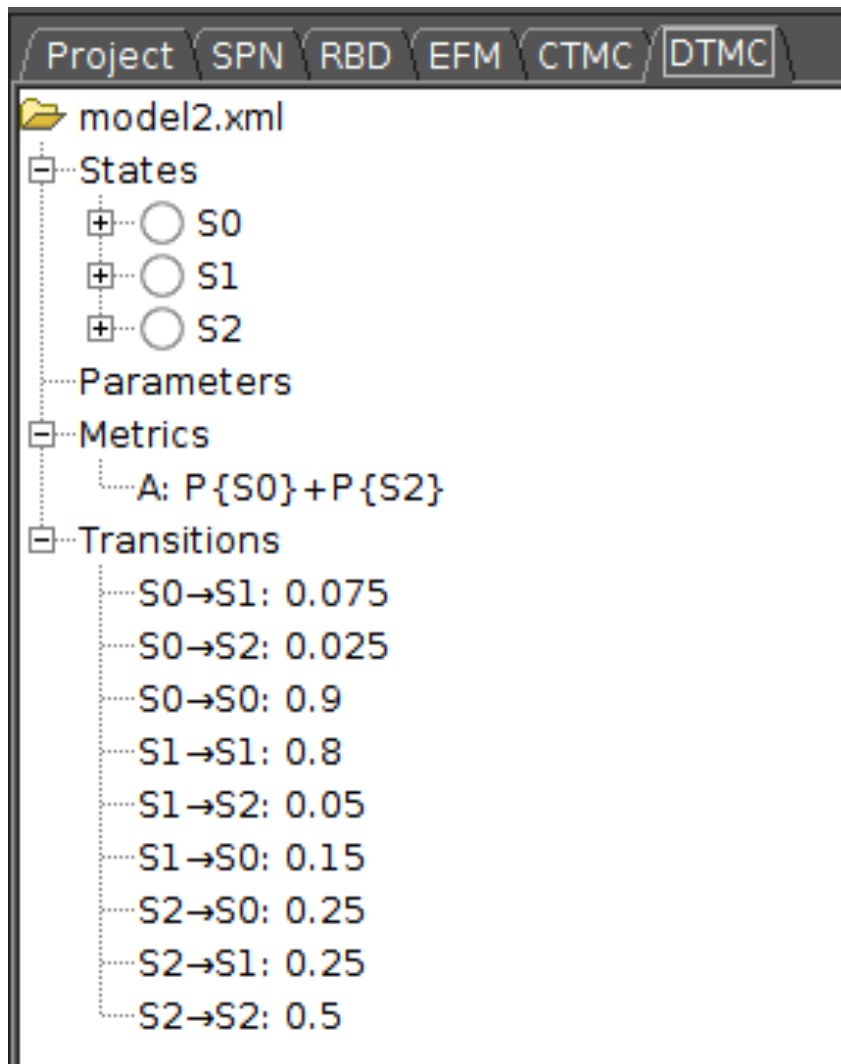 Project SPN RBD EFM CTMC DTMC
model2.xml
States
S0
S1
S2
Parameters
Metrics
A: P{S0}+P{S2}
Transitions
S0→S1: 0.075
S0→S2: 0.025
S0→S0: 0.9
S1→S1: 0.8
S1→S2: 0.05
S1→S0: 0.15
S2→S0: 0.25
S2→S1: 0.25
S2→S2: 0.5